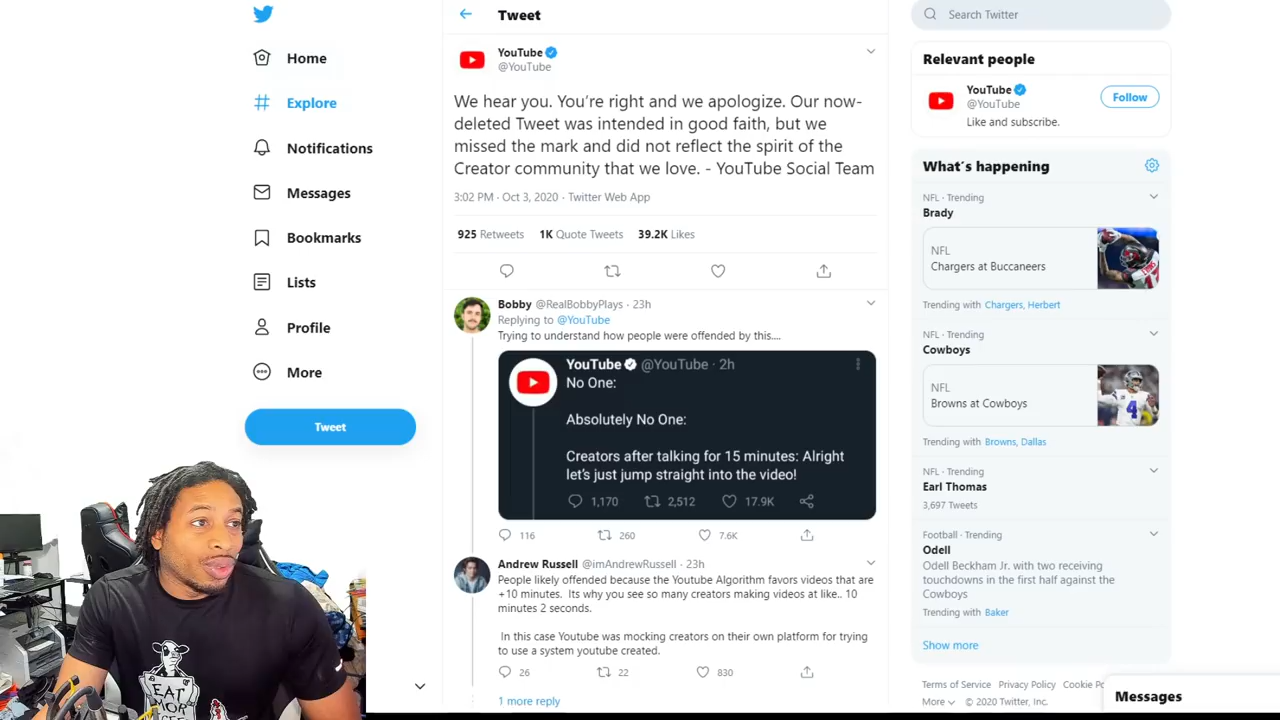 Home
Explore
Notifications
Messages
Bookmarks
Lists
Profile
More
Tweet
Tweet
YouTube
@YouTube
We hear you. You're right and we apologize. Our now-
deleted Tweet was intended in good faith, but we
missed the mark and did not reflect the spirit of the
Creator community that we love. - YouTube Social Team
3:02 PM · Oct 3, 2020 · Twitter Web App
925 Retweets 1K Quote Tweets 39.2K Likes
Bobby @RealBobbyPlays · 23h
Replying to @YouTube
Trying to understand how people were offended by this....
YouTube @YouTube · 2h
No One:
Absolutely No One:
Creators after talking for 15 minutes: Alright
let's just jump straight into the video!
1,170 2,512 17.9K
116 260 7.6K
Andrew Russell @imAndrewRussell · 23h
People likely offended because the Youtube Algorithm favors videos that are
+10 minutes. Its why you see so many creators making videos at like.. 10
minutes 2 seconds.
In this case Youtube was mocking creators on their own platform for trying
to use a system youtube created.
26 22 830
1 more reply
Search Twitter
Relevant people
YouTube
@YouTube
Follow
Like and subscribe.
What's happening
NFL · Trending
Brady
NFL
Chargers at Buccaneers
Trending with Chargers, Herbert
NFL · Trending
Cowboys
NFL
Browns at Cowboys
4
Trending with Browns, Dallas
NFL · Trending
Earl Thomas
3,697 Tweets
Football · Trending
Odell
Odell Beckham Jr. with two receiving
touchdowns in the first half against the
Cowboys
Trending with Baker
Show more
Terms of Service Privacy Policy Cookie Po
More © 2020 Twitter, Inc.
Messages
EAT